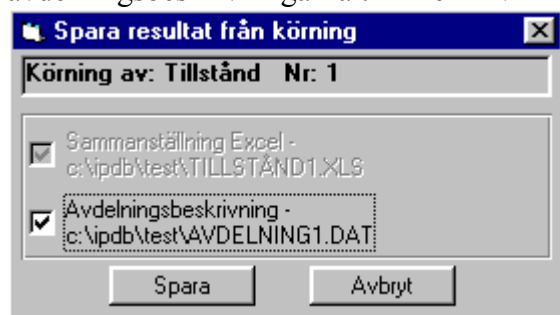 Spara resultat från körning
Körning av: Tillstånd Nr: 1
Sammanställning Excel -
c:\ipdb\test\TILLSTÅND1.XLS
Avdelningsbeskrivning -
c:\ipdb\test\AVDELNING1.DAT
Spara Avbryt